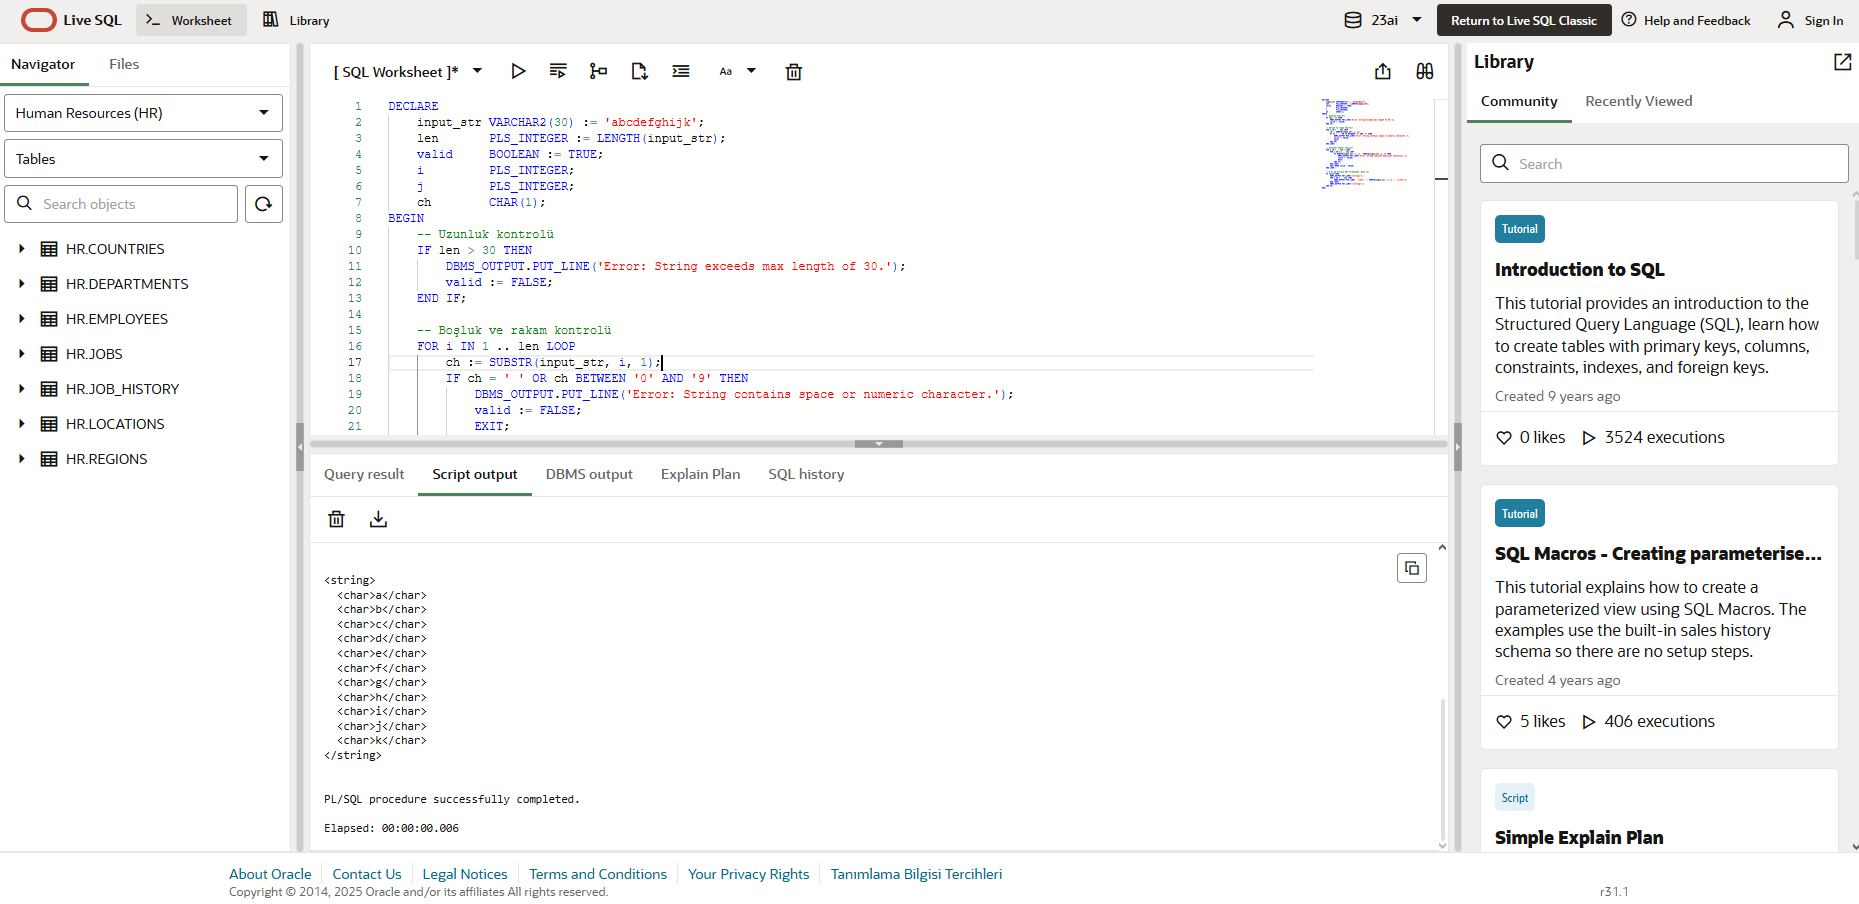 Live SQL
Worksheet
Library
23ai
Return to Live SQL Classic
Help and Feedback
Sign In
Navigator
Files
Human Resources (HR)
Tables
Search objects
HR.COUNTRIES
HR.DEPARTMENTS
HR.EMPLOYEES
HR.JOBS
HR.JOB_HISTORY
HR.LOCATIONS
HR.REGIONS
[ SQL Worksheet ]*
Aa
1 DECLARE
2 input_str VARCHAR2(30) := 'abcdefghijk';
3 len PLS_INTEGER := LENGTH(input_str);
4 valid BOOLEAN := TRUE;
5 i PLS_INTEGER;
6 j PLS_INTEGER;
7 ch CHAR(1);
8 BEGIN
9 -- Uzunluk kontrolü
10 IF len > 30 THEN
11 DBMS_OUTPUT.PUT_LINE('Error: String exceeds max length of 30.');
12 valid := FALSE;
13 END IF;
14
15 -- Boşluk ve rakam kontrolü
16 FOR i IN 1 .. len LOOP
17 ch := SUBSTR(input_str, i, 1);
18 IF ch = ' ' OR ch BETWEEN '0' AND '9' THEN
19 DBMS_OUTPUT.PUT_LINE('Error: String contains space or numeric character.');
20 valid := FALSE;
21 EXIT;
Query result
Script output
DBMS output
Explain Plan
SQL history
<string>
<char>a</char>
<char>b</char>
<char>c</char>
<char>d</char>
<char>e</char>
<char>f</char>
<char>g</char>
<char>h</char>
<char>i</char>
<char>j</char>
<char>k</char>
</string>
PL/SQL procedure successfully completed.
Elapsed: 00:00:00.006
Library
Community
Recently Viewed
Search
Tutorial
Introduction to SQL
This tutorial provides an introduction to the
Structured Query Language (SQL), learn how
to create tables with primary keys, columns,
constraints, indexes, and foreign keys.
Created 9 years ago
0 likes
3524 executions
Tutorial
SQL Macros - Creating parameterise...
This tutorial explains how to create a
parameterized view using SQL Macros. The
examples use the built-in sales history
schema so there are no setup steps.
Created 4 years ago
5 likes
406 executions
Script
Simple Explain Plan
About Oracle
Contact Us
Legal Notices
Terms and Conditions
Your Privacy Rights
Tanımlama Bilgisi Tercihleri
Copyright © 2014, 2025 Oracle and/or its affiliates All rights reserved.
r31.1